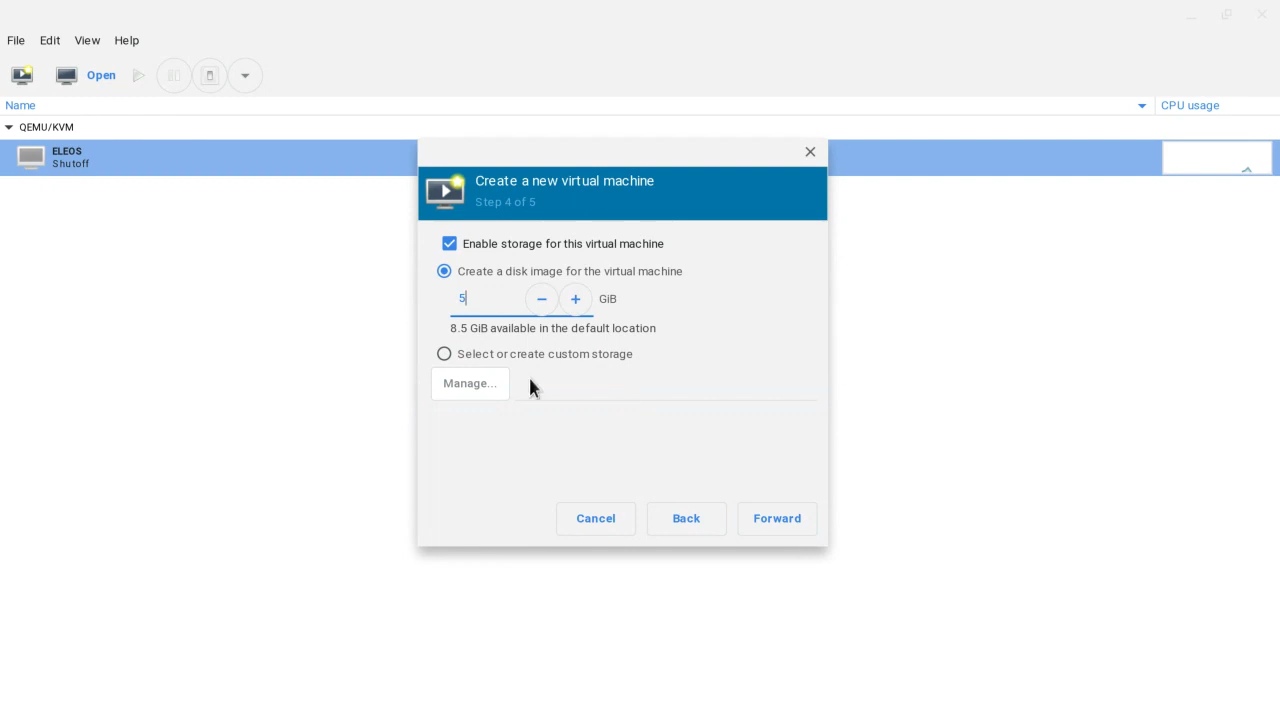 File Edit View Help
Open
Name CPU usage
QEMU/KVM
ELEOS
Shutoff
Create a new virtual machine
Step 4 of 5
Enable storage for this virtual machine
Create a disk image for the virtual machine
5 − + GiB
8.5 GiB available in the default location
Select or create custom storage
Manage...
Cancel Back Forward